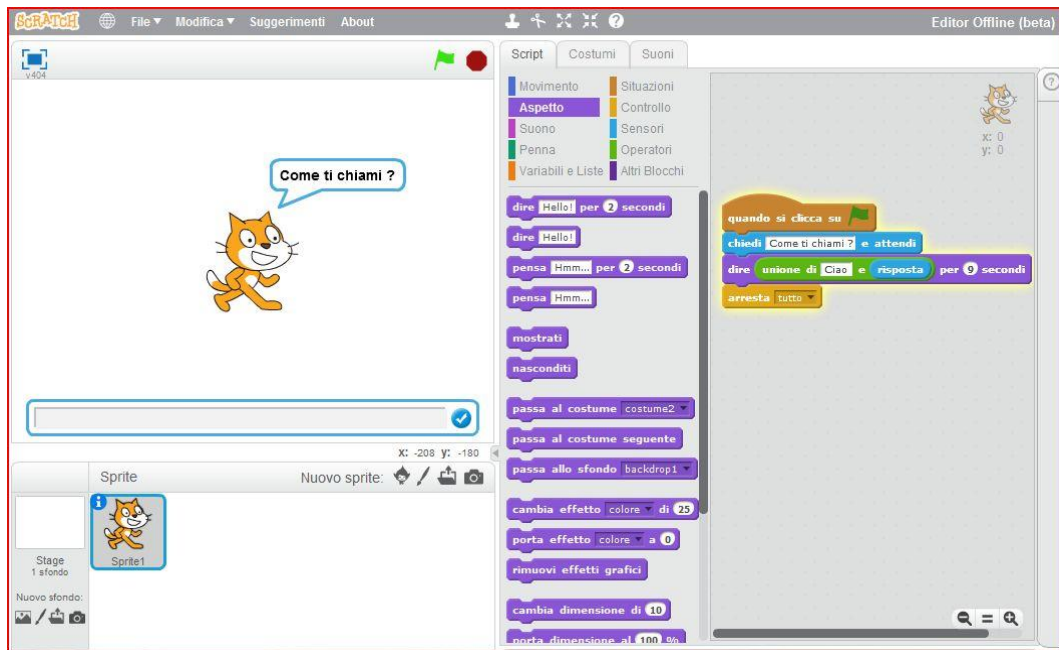 SCRATCH File Modifica Suggerimenti About Editor Offline (beta)
v404
Come ti chiami ?
x: -208 y: -180
Sprite Nuovo sprite:
Sprite1
Stage
1 sfondo
Nuovo sfondo:
Script Costumi Suoni
Movimento Situazioni
Aspetto Controllo
Suono Sensori
Penna Operatori
Variabili e Liste Altri Blocchi
dire Hello! per 2 secondi
dire Hello!
pensa Hmm... per 2 secondi
pensa Hmm...
mostrati
nasconditi
passa al costume costume2
passa al costume seguente
passa allo sfondo backdrop1
cambia effetto colore di 25
porta effetto colore a 0
rimuovi effetti grafici
cambia dimensione di 10
porta dimensione al 100 %
x: 0
y: 0
quando si clicca su
chiedi Come ti chiami ? e attendi
dire unione di Ciao e risposta per 9 secondi
arresta tutto